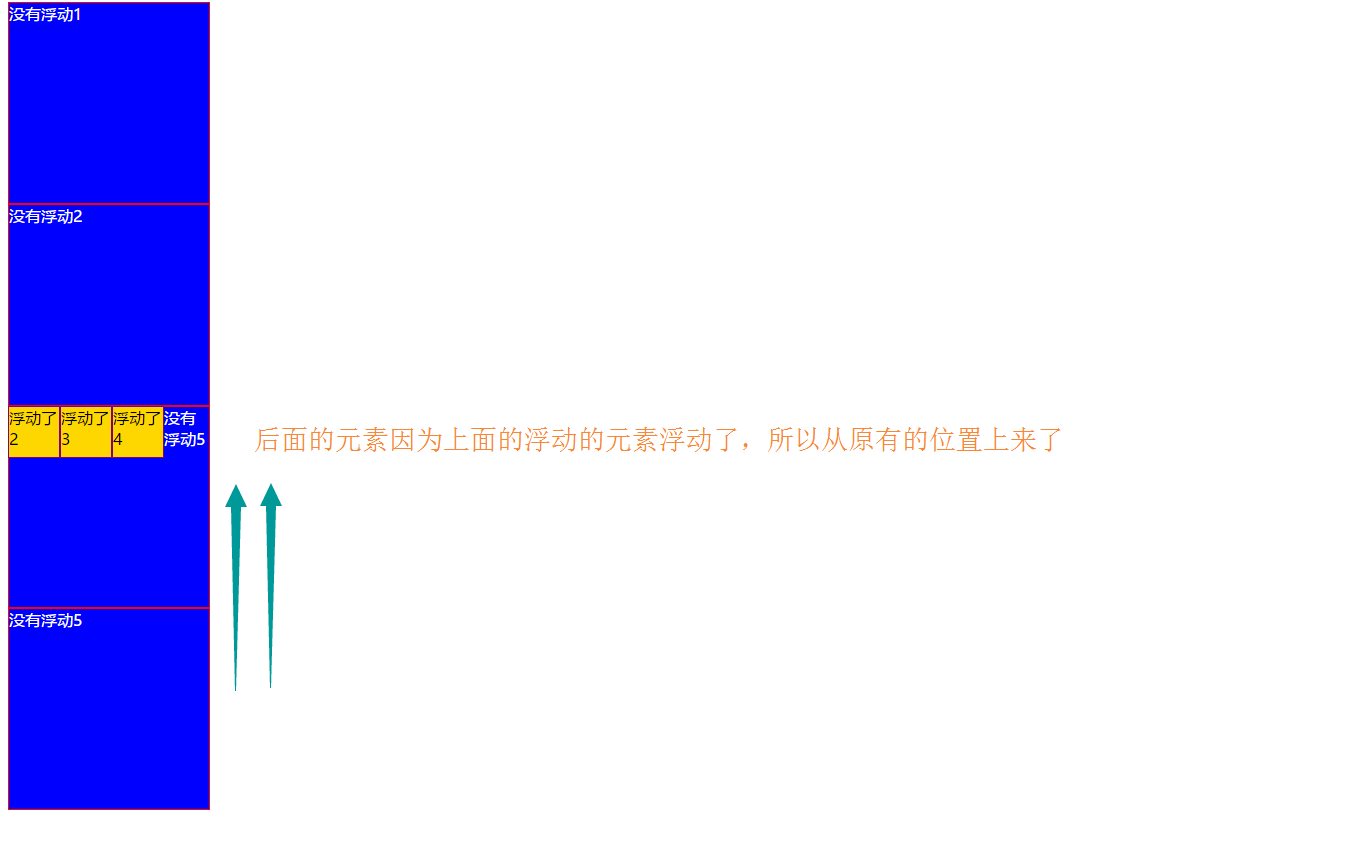 没有浮动1
没有浮动2
浮动了
2
浮动了
3
浮动了
4
没有
浮动5
后面的元素因为上面的浮动的元素浮动了，所以从原有的位置上来了
没有浮动5